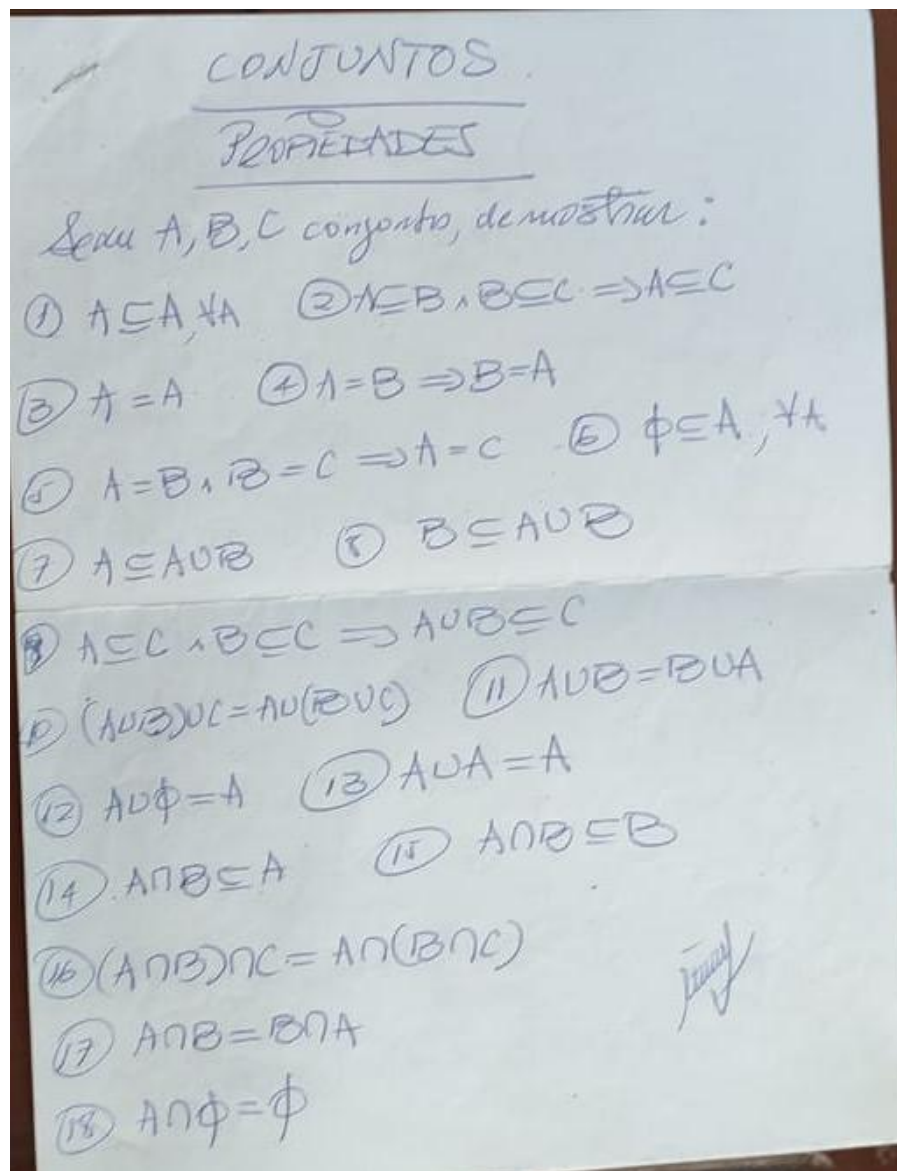 CONJUNTOS
PROPIEDADES
Sean A, B, C conjuntos, demostrar:
① A ⊆ A, ∀A ② A ⊆ B ∧ B ⊆ C ⇒ A ⊆ C
③ A = A ④ A = B ⇒ B = A
⑤ A = B ∧ B = C ⇒ A = C ⑥ ϕ ⊆ A, ∀A
⑦ A ⊆ A∪B ⑧ B ⊆ A∪B
⑨ A ⊆ C ∧ B ⊆ C ⇒ A∪B ⊆ C
⑩ (A∪B)∪C = A∪(B∪C) ⑪ A∪B = B∪A
⑫ A∪ϕ = A ⑬ A∪A = A
⑭ A∩B ⊆ A ⑮ A∩B ⊆ B
⑯ (A∩B)∩C = A∩(B∩C)
⑰ A∩B = B∩A
⑱ A∩ϕ = ϕ